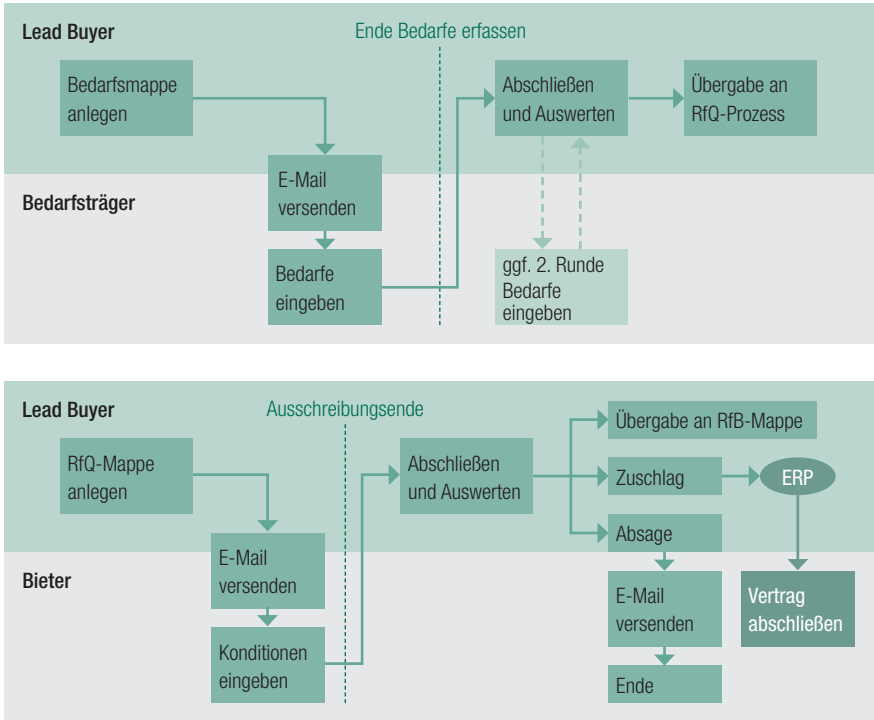 Lead Buyer
Ende Bedarfe erfassen
Bedarfsmappe
anlegen
Abschließen
und Auswerten
Übergabe an
RfQ-Prozess
E-Mail
versenden
Bedarfsträger
Bedarfe
eingeben
ggf. 2. Runde
Bedarfe
eingeben
Lead Buyer
Ausschreibungsende
RfQ-Mappe
anlegen
Abschließen
und Auswerten
Übergabe an RfB-Mappe
Zuschlag
ERP
Absage
E-Mail
versenden
Bieter
Konditionen
eingeben
E-Mail
versenden
Vertrag
abschließen
Ende